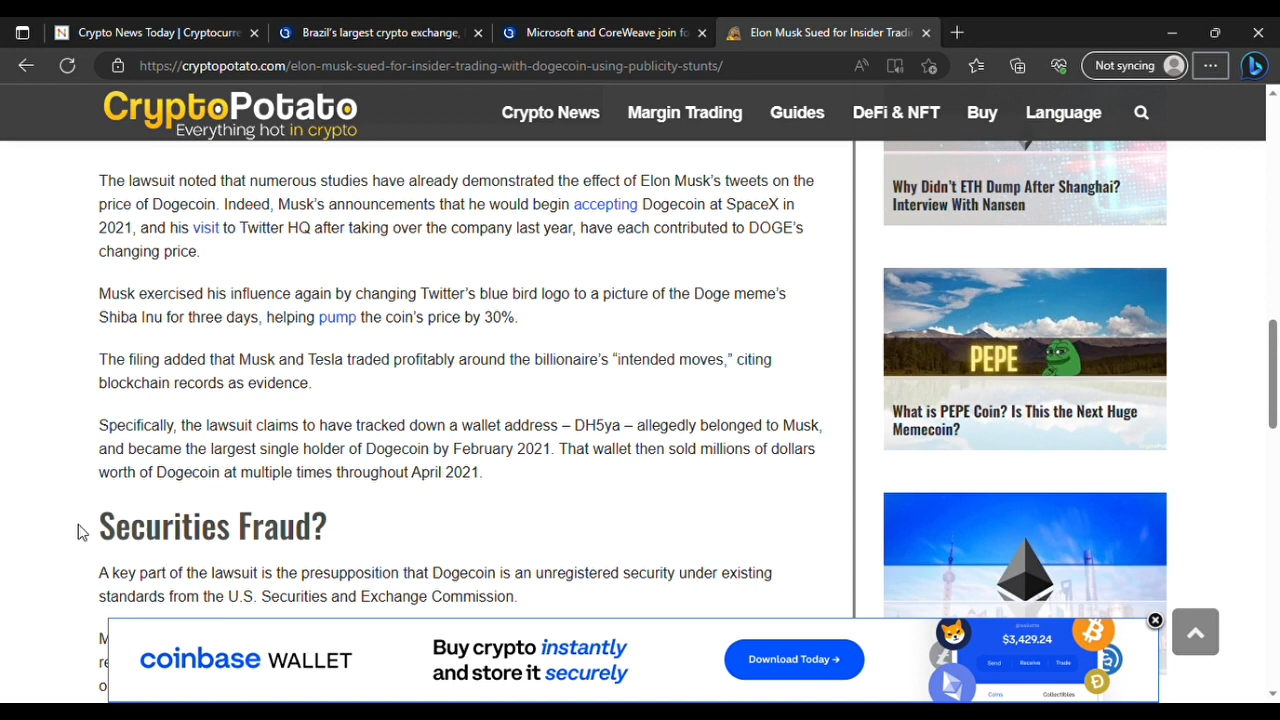 Crypto News Today | Cryptocurre
Brazil's largest crypto exchange,
Microsoft and CoreWeave join fo
Elon Musk Sued for Insider Tradi
https://cryptopotato.com/elon-musk-sued-for-insider-trading-with-dogecoin-using-publicity-stunts/
Not syncing
CryptoPotato
Everything hot in crypto
Crypto News
Margin Trading
Guides
DeFi & NFT
Buy
Language
The lawsuit noted that numerous studies have already demonstrated the effect of Elon Musk's tweets on the
price of Dogecoin. Indeed, Musk's announcements that he would begin accepting Dogecoin at SpaceX in
2021, and his visit to Twitter HQ after taking over the company last year, have each contributed to DOGE's
changing price.
Musk exercised his influence again by changing Twitter's blue bird logo to a picture of the Doge meme's
Shiba Inu for three days, helping pump the coin's price by 30%.
The filing added that Musk and Tesla traded profitably around the billionaire's “intended moves,” citing
blockchain records as evidence.
Specifically, the lawsuit claims to have tracked down a wallet address – DH5ya – allegedly belonged to Musk,
and became the largest single holder of Dogecoin by February 2021. That wallet then sold millions of dollars
worth of Dogecoin at multiple times throughout April 2021.
Securities Fraud?
A key part of the lawsuit is the presupposition that Dogecoin is an unregistered security under existing
standards from the U.S. Securities and Exchange Commission.
Why Didn't ETH Dump After Shanghai?
Interview With Nansen
PEPE
What is PEPE Coin? Is This the Next Huge
Memecoin?
coinbase WALLET
Buy crypto instantly
and store it securely
Download Today →
$3,429.24
Send
Receive
Trade
Coins
Collectibles